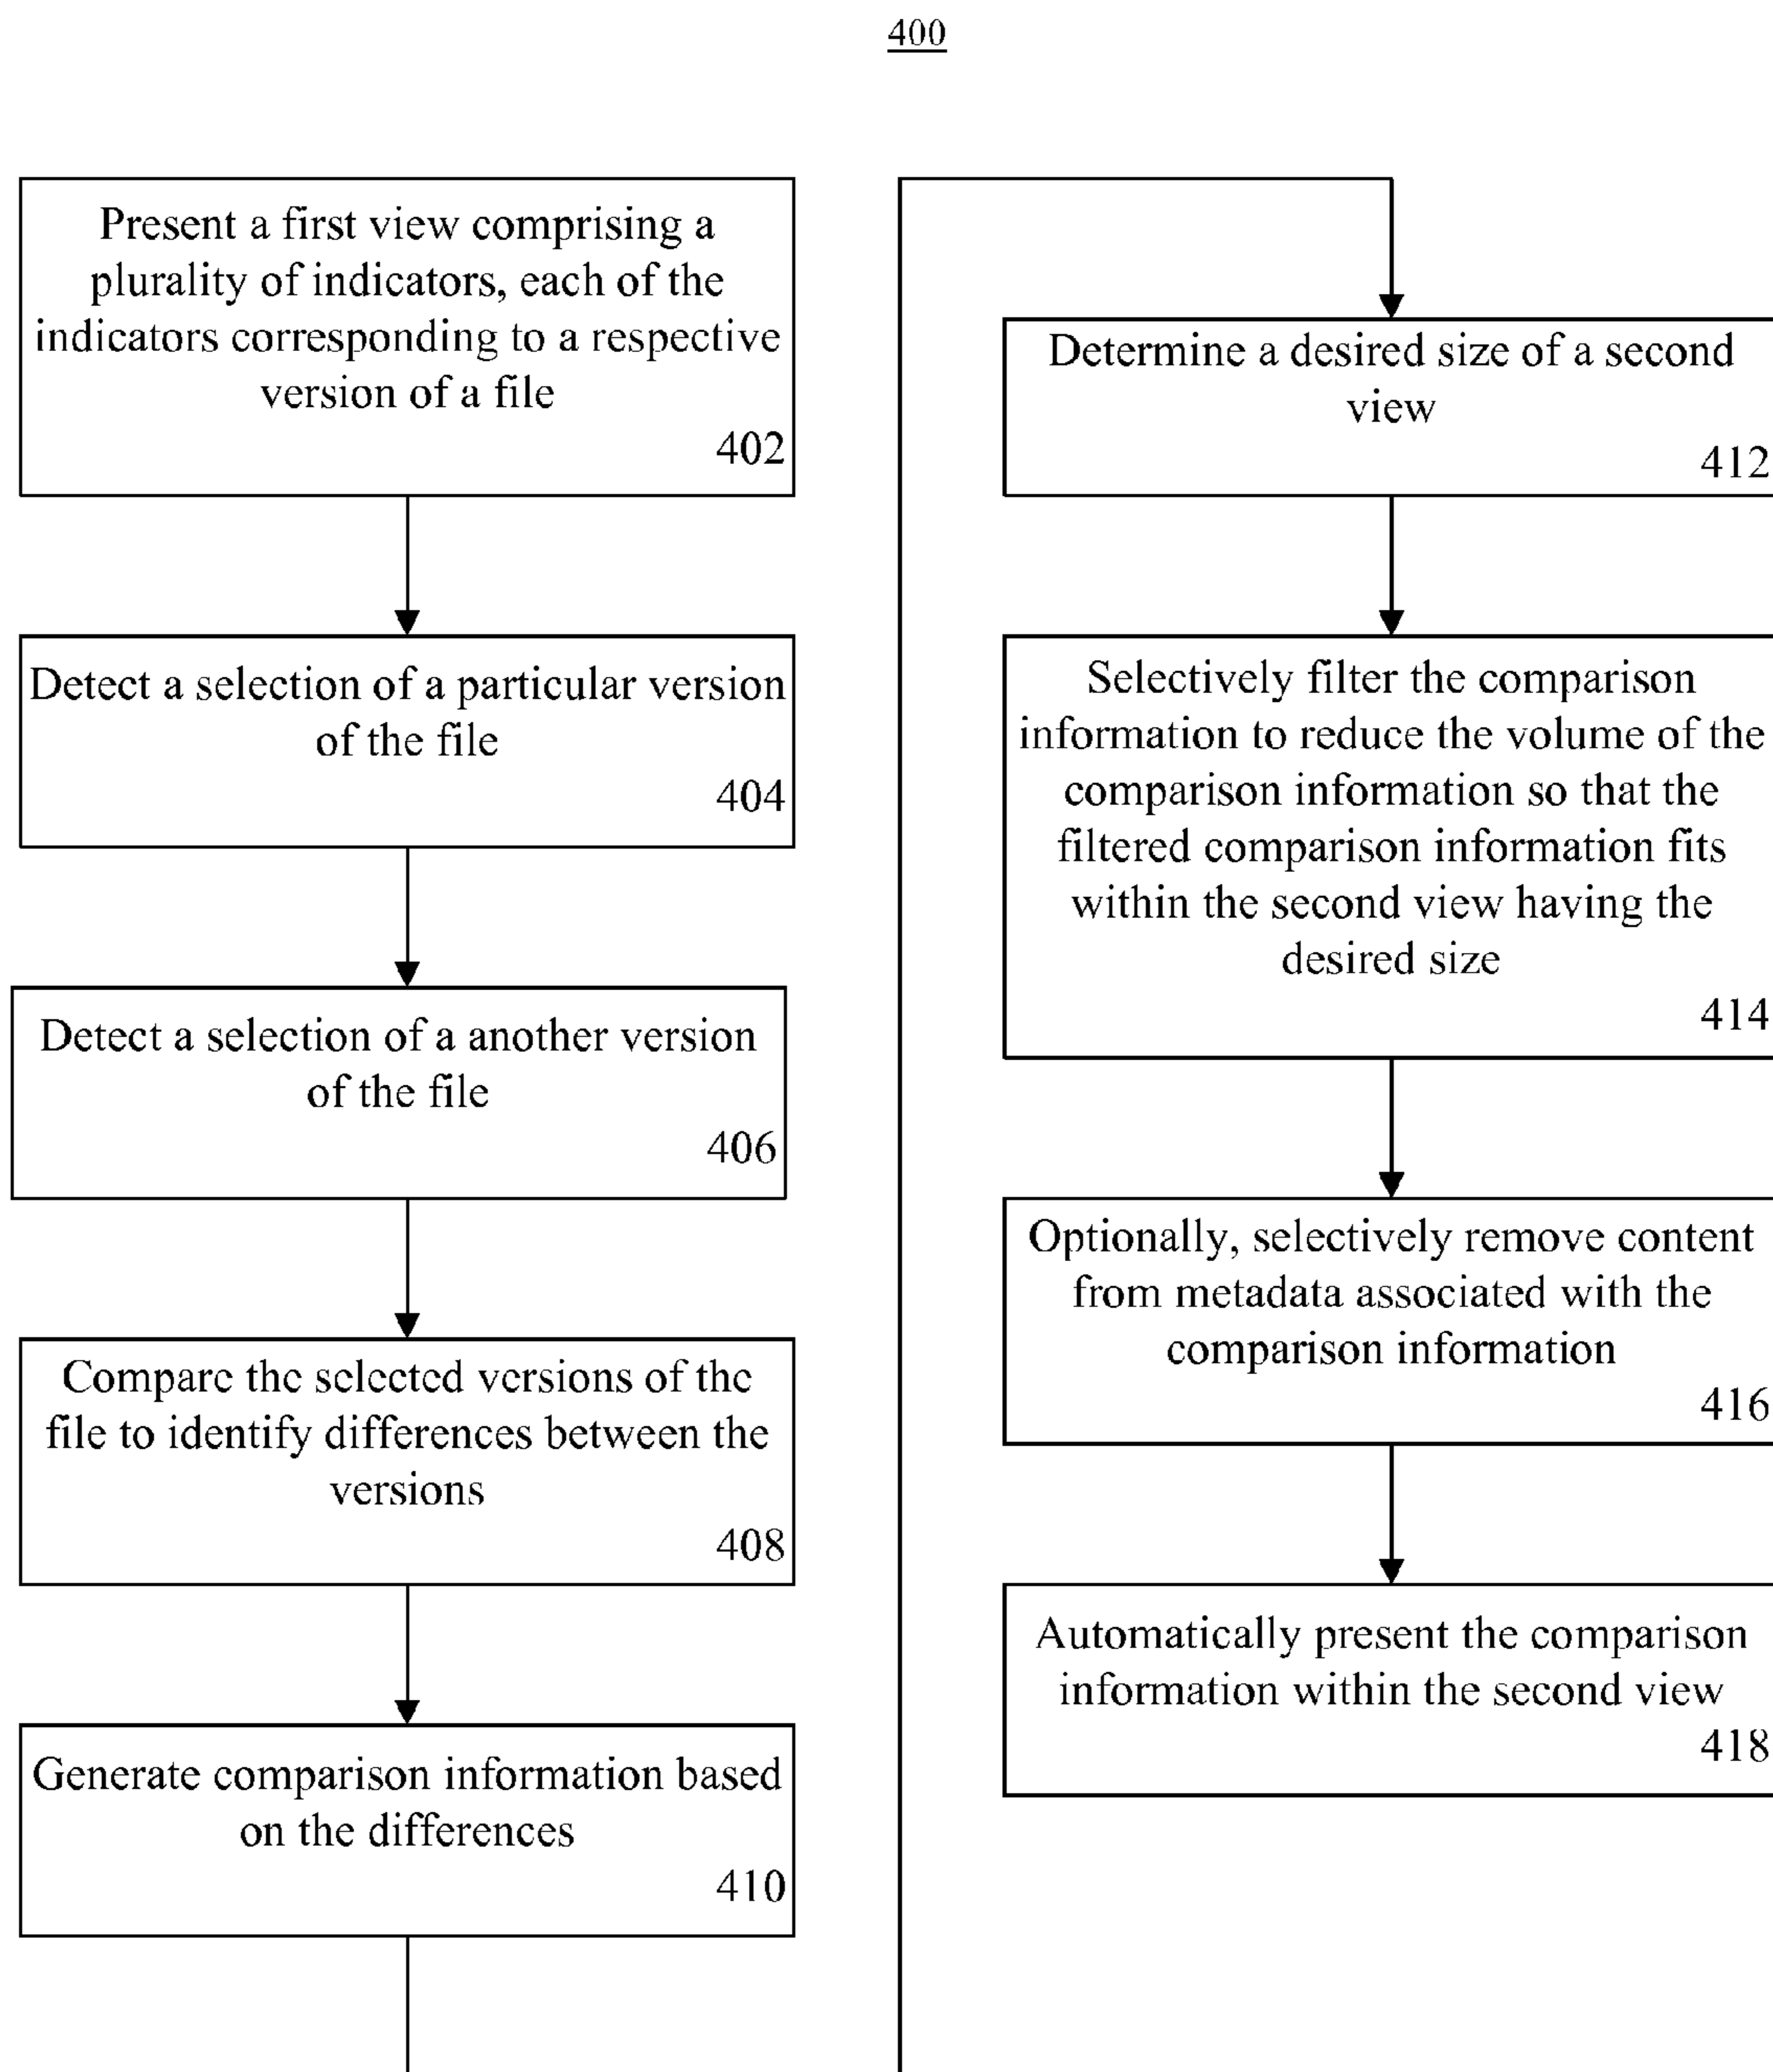 400
Present a first view comprising a
plurality of indicators, each of the
indicators corresponding to a respective
version of a file
402
Detect a selection of a particular version
of the file
404
Detect a selection of a another version
of the file
406
Compare the selected versions of the
file to identify differences between the
versions
408
Generate comparison information based
on the differences
410
Determine a desired size of a second
view
412
Selectively filter the comparison
information to reduce the volume of the
comparison information so that the
filtered comparison information fits
within the second view having the
desired size
414
Optionally, selectively remove content
from metadata associated with the
comparison information
416
Automatically present the comparison
information within the second view
418